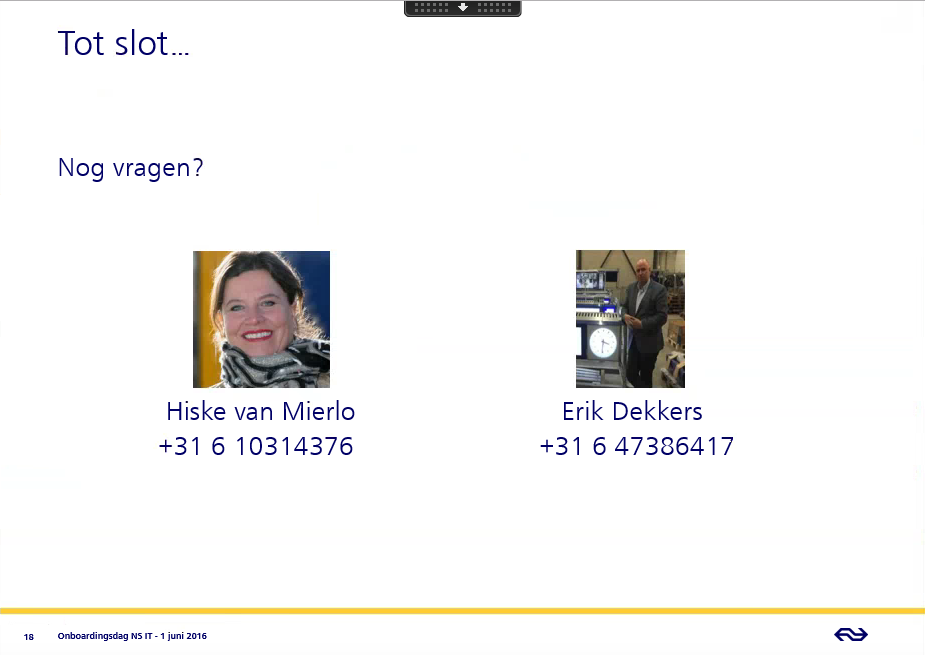 Tot slot...
Nog vragen?
Hiske van Mierlo
+31 6 10314376
Erik Dekkers
+31 6 47386417
18 Onboardingsdag NS IT - 1 juni 2016